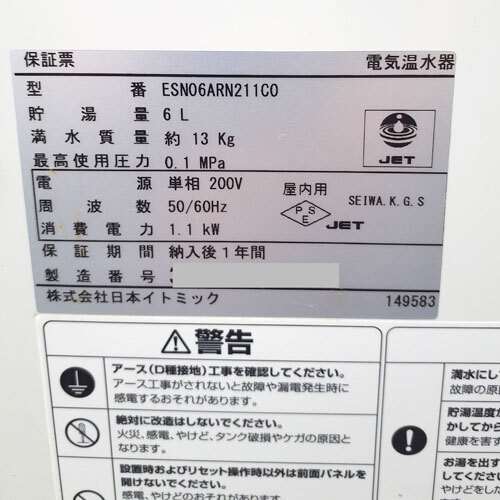 保証票 電気温水器
型番 ESN06ARN211C0
貯湯量 6 L
満水質量 約 13 Kg
最高使用圧力 0.1 MPa
JET
電源 単相 200V
周波数 50/60Hz
消費電力 1.1 kW
屋内用
PSE JET
SEIWA.K.G.S
保証期間 納入後1年間
製造番号
株式会社日本イトミック 149583
警告
アース(D種接地)工事を確認してください。
アース工事がされないと故障や漏電発生時に
感電するおそれがあります。
絶対に改造はしないでください。
火災、感電、やけど、タンク破損やケガの原因と
なります。
設置時およびリセット操作時以外は前面パネルを
開けないでください。
感電、やけどのおそれがあります。
満水にし
故障の原
貯湯温度が
かしてから
健康を害す
お湯を出す
してください
やけどをした